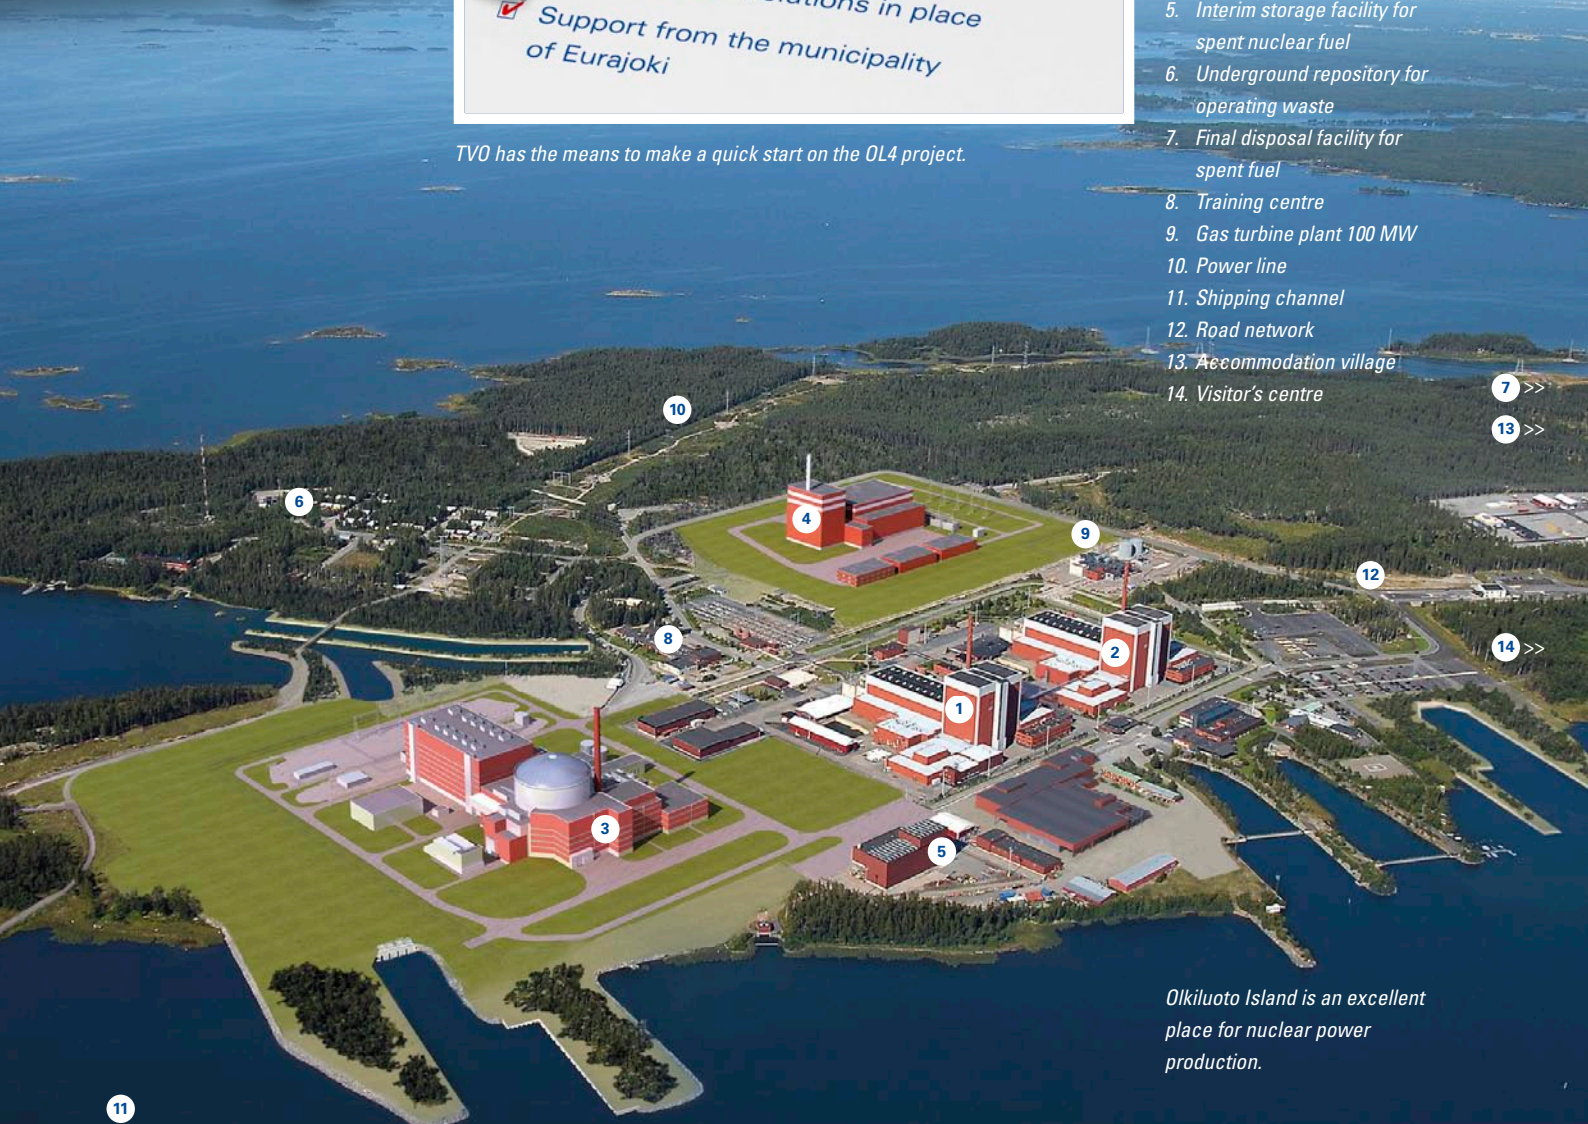 in place
Support from the municipality
of Eurajoki
TVO has the means to make a quick start on the OL4 project.
5. Interim storage facility for
spent nuclear fuel
6. Underground repository for
operating waste
7. Final disposal facility for
spent fuel
8. Training centre
9. Gas turbine plant 100 MW
10. Power line
11. Shipping channel
12. Road network
13. Accommodation village
14. Visitor's centre
7 >>
13 >>
10
6
4
9
12
8
2
14 >>
1
3
5
Olkiluoto Island is an excellent
place for nuclear power
production.
11